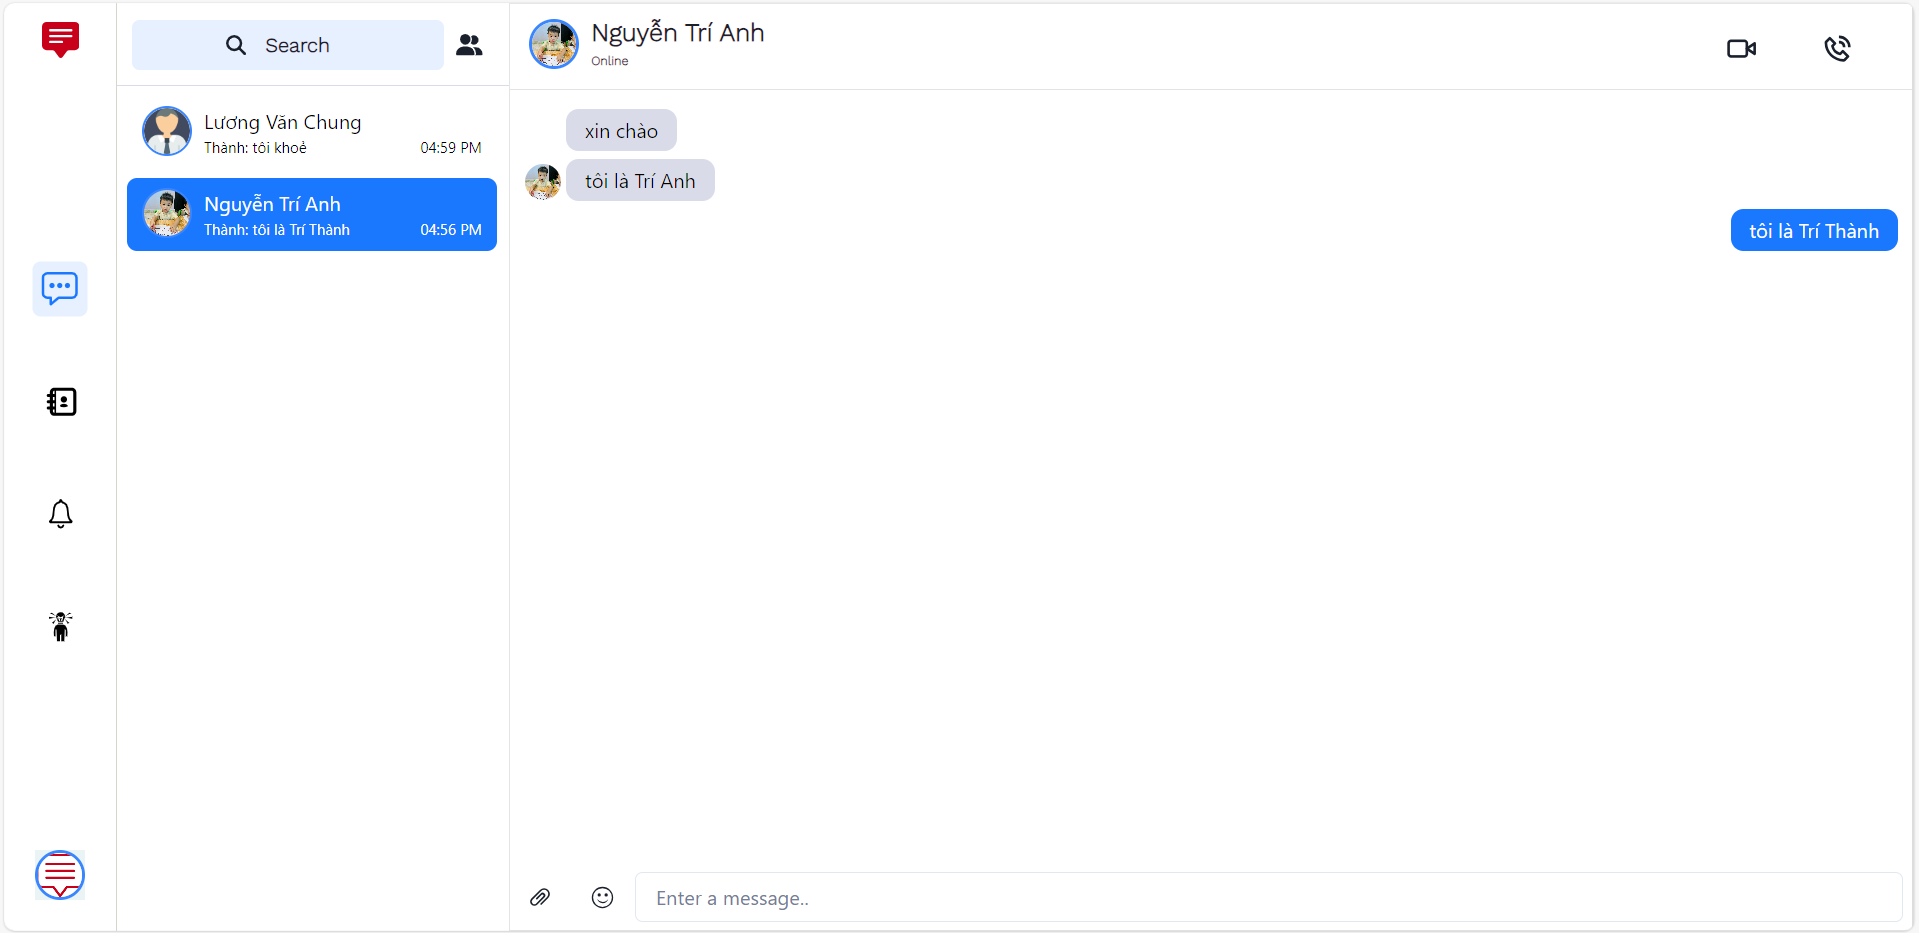 Search
Lương Văn Chung
Thành: tôi khoẻ
04:59 PM
Nguyễn Trí Anh
Thành: tôi là Trí Thành
04:56 PM
Nguyễn Trí Anh
Online
xin chào
tôi là Trí Anh
tôi là Trí Thành
Enter a message..